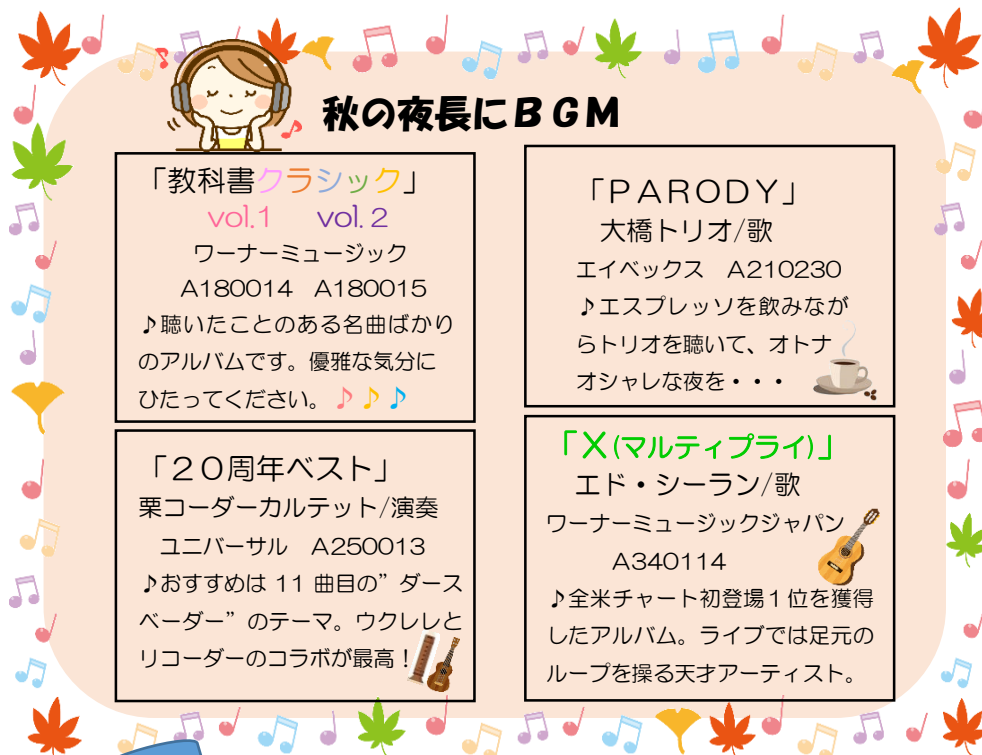 秋の夜長にBGM
「教科書クラシック」
vol.1 vol.2
ワーナーミュージック
A180014 A180015
♪聴いたことのある名曲ばかり
のアルバムです。優雅な気分に
ひたってください。♪♪♪
「PARODY」
大橋トリオ/歌
エイベックス A210230
♪エスプレッソを飲みなが
らトリオを聴いて、オトナ
オシャレな夜を・・・
「20周年ベスト」
栗コーダーカルテット/演奏
ユニバーサル A250013
♪おすすめは 11 曲目の”ダース
ベーダー”のテーマ。ウクレレと
リコーダーのコラボが最高!
「X(マルティプライ)」
エド・シーラン/歌
ワーナーミュージックジャパン
A340114
♪全米チャート初登場1位を獲得
したアルバム。ライブでは足元の
ループを操る天才アーティスト。